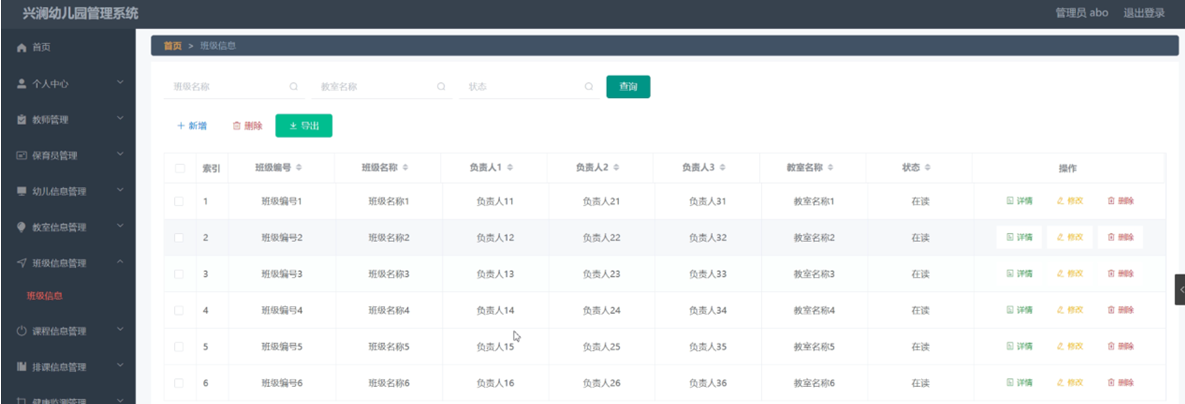 兴澜幼儿园管理系统
管理员 abo 退出登录
首页
个人中心
教师管理
保育员管理
幼儿信息管理
教室信息管理
班级信息管理
班级信息
课程信息管理
排课信息管理
健康监测管理
首页 > 班级信息
班级名称 教室名称 状态 查询
新增 删除 导出
索引 班级编号 班级名称 负责人1 负责人2 负责人3 教室名称 状态 操作
1 班级编号1 班级名称1 负责人11 负责人21 负责人31 教室名称1 在读 详情 修改 删除
2 班级编号2 班级名称2 负责人12 负责人22 负责人32 教室名称2 在读 详情 修改 删除
3 班级编号3 班级名称3 负责人13 负责人23 负责人33 教室名称3 在读 详情 修改 删除
4 班级编号4 班级名称4 负责人14 负责人24 负责人34 教室名称4 在读 详情 修改 删除
5 班级编号5 班级名称5 负责人15 负责人25 负责人35 教室名称5 在读 详情 修改 删除
6 班级编号6 班级名称6 负责人16 负责人26 负责人36 教室名称6 在读 详情 修改 删除